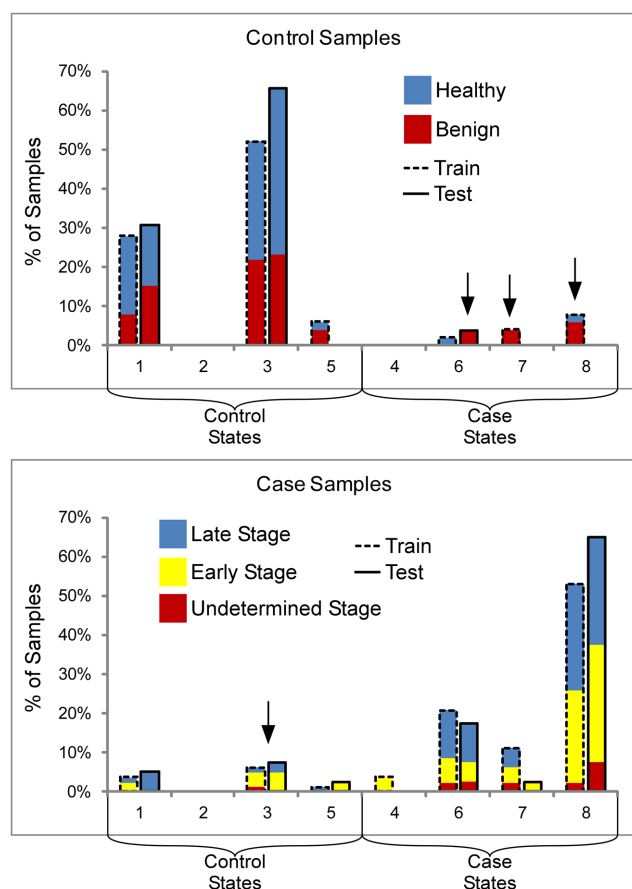 Control Samples
% of Samples
70%
60%
50%
40%
30%
20%
10%
0%
Healthy
Benign
Train
Test
1 2 3 5 4 6 7 8
Control
States
Case
States
Case Samples
% of Samples
70%
60%
50%
40%
30%
20%
10%
0%
Late Stage
Early Stage
Undetermined Stage
Train
Test
1 2 3 5 4 6 7 8
Control
States
Case
States